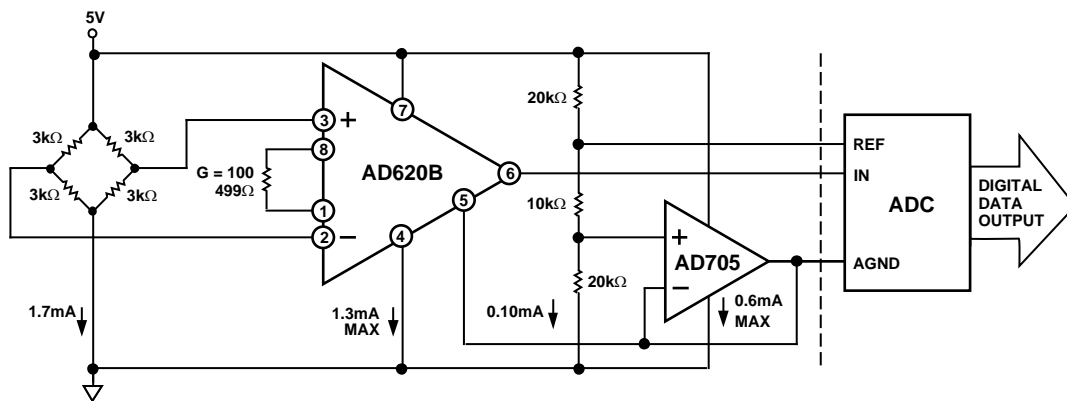 5V
3kΩ
3kΩ
3kΩ
3kΩ
1.7mA
G = 100
499Ω
3
8
1
2
+
–
AD620B
7
6
5
4
1.3mA
MAX
20kΩ
10kΩ
20kΩ
0.10mA
+
–
AD705
0.6mA
MAX
REF
IN
ADC
AGND
DIGITAL
DATA
OUTPUT